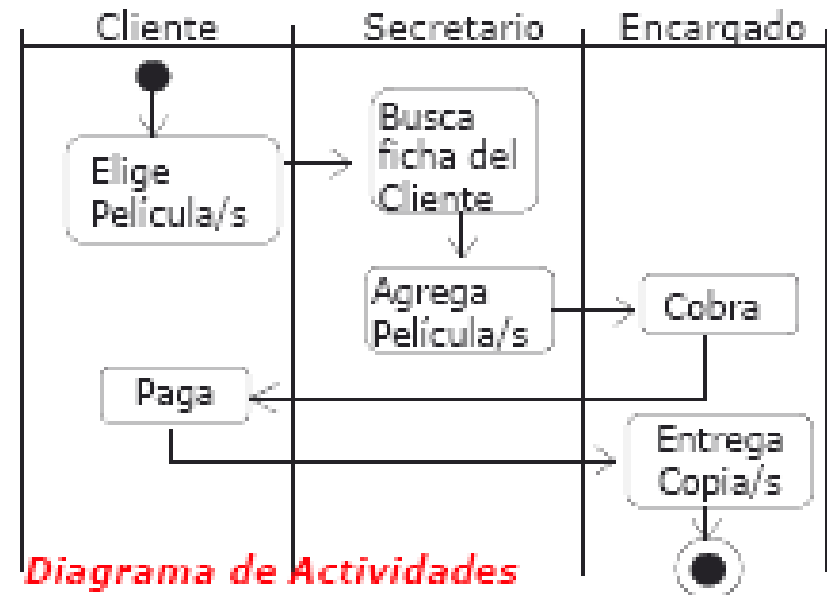 Cliente Secretario Encargado
Elige
Película/s
Busca
ficha del
Cliente
Agrega
Película/s
Cobra
Paga
Entrega
Copia/s
Diagrama de Actividades